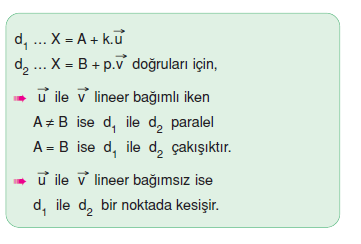 d₁ ... X = A + k.u⃗
d₂ ... X = B + p.v⃗ doğruları için,
➠ u⃗ ile v⃗ lineer bağımlı iken
A ≠ B ise d₁ ile d₂ paralel
A = B ise d₁ ile d₂ çakışıktır.
➠ u⃗ ile v⃗ lineer bağımsız ise
d₁ ile d₂ bir noktada kesişir.